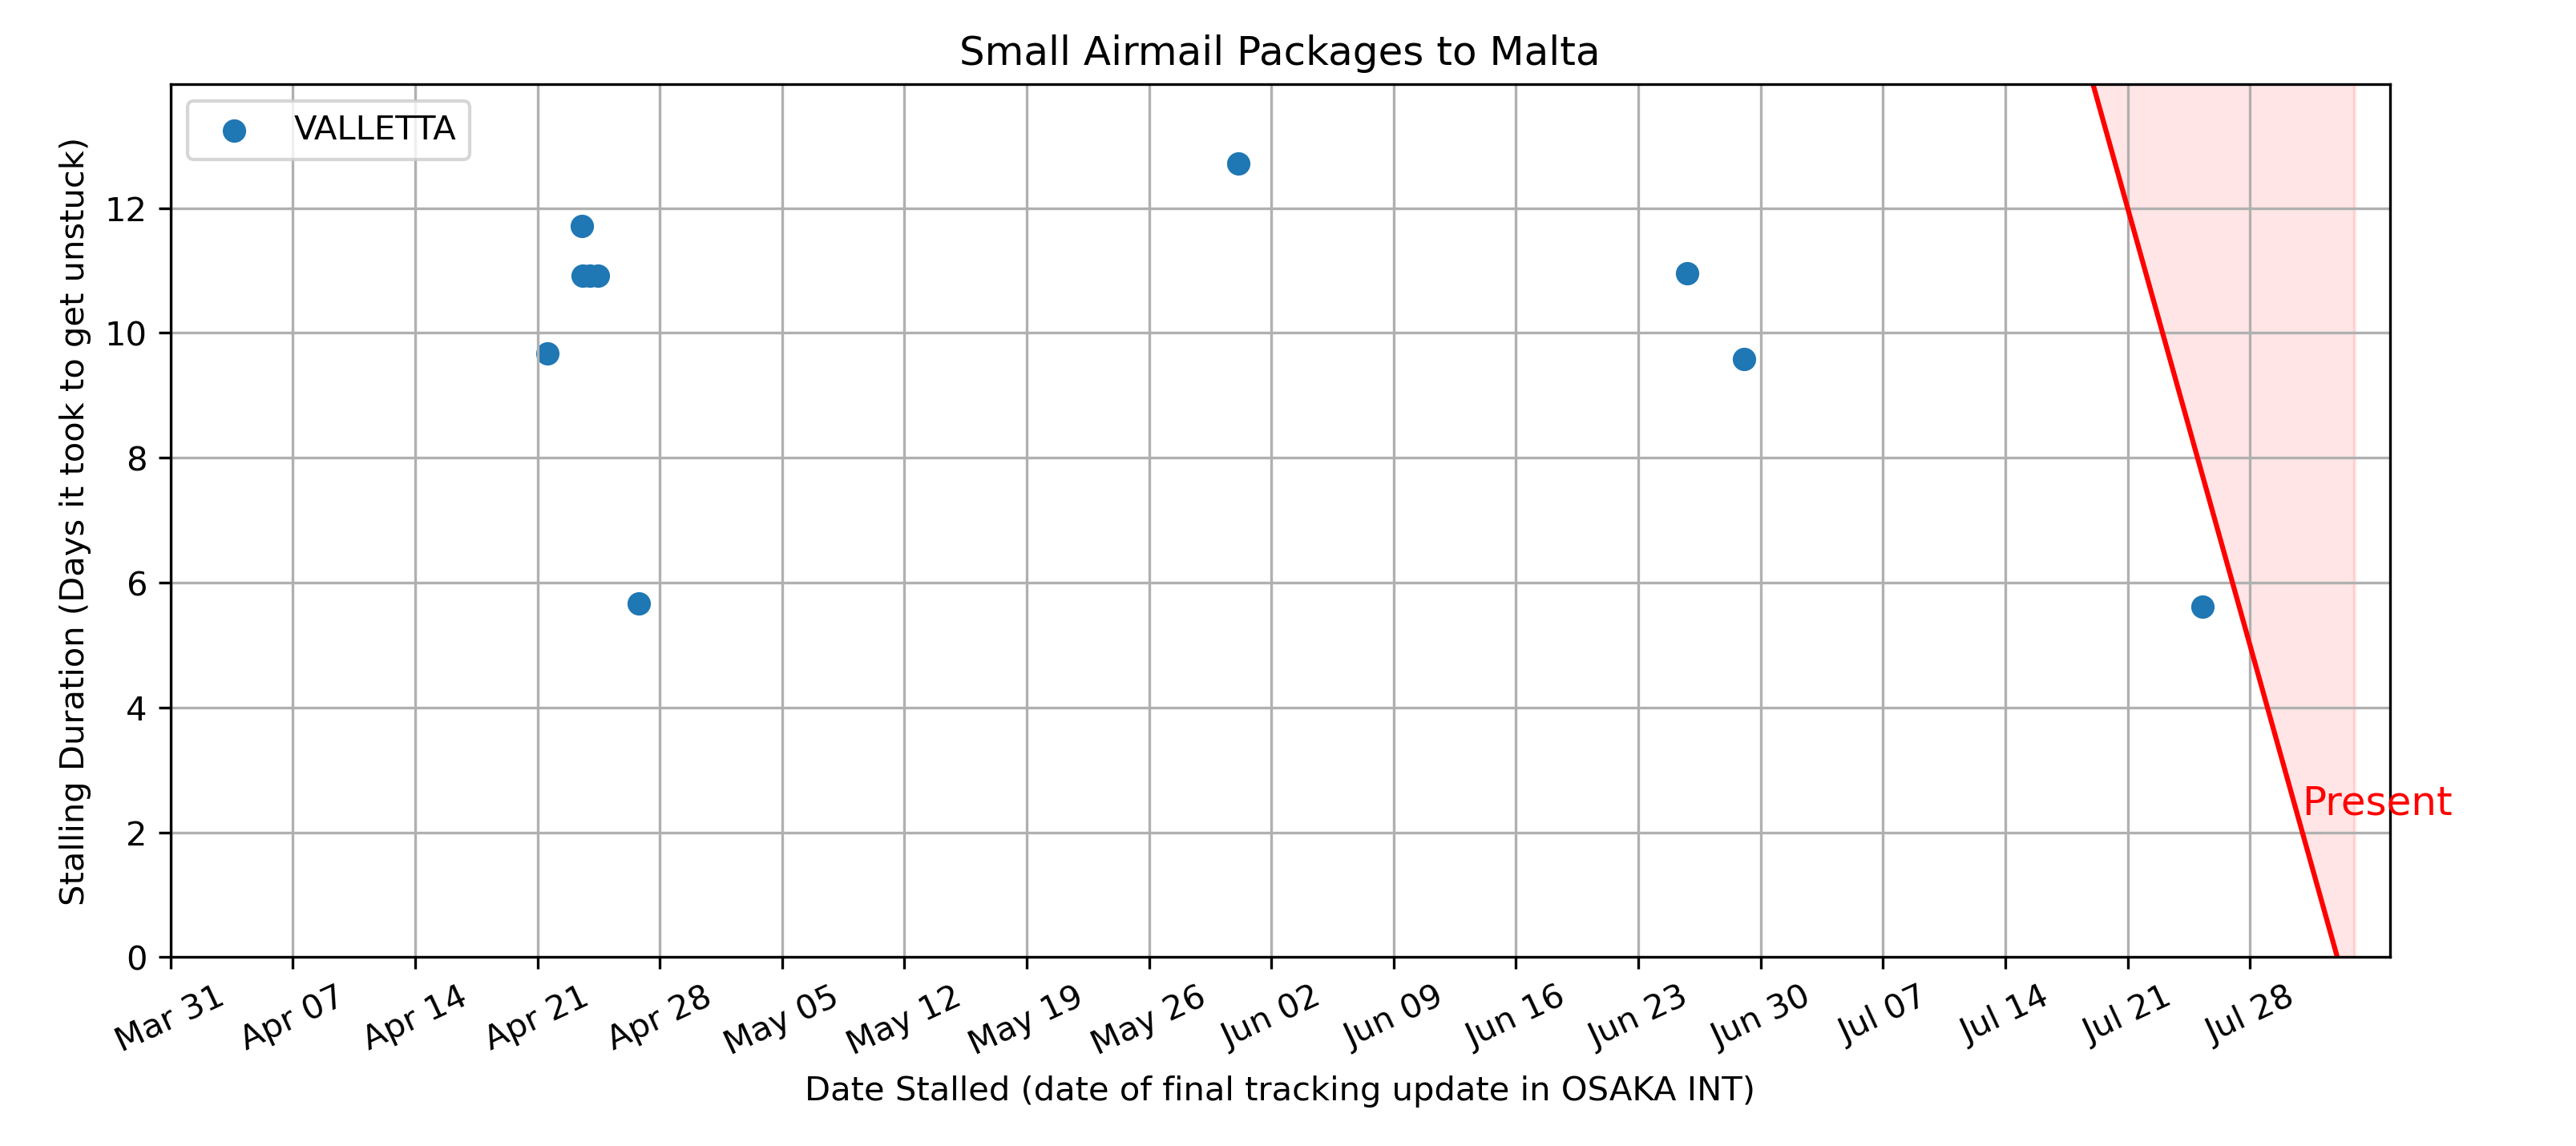 Small Airmail Packages to Malta
VALLETTA
Stalling Duration (Days it took to get unstuck)
12
10
8
6
4
2
0
Present
Mar 31
Apr 07
Apr 14
Apr 21
Apr 28
May 05
May 12
May 19
May 26
Jun 02
Jun 09
Jun 16
Jun 23
Jun 30
Jul 07
Jul 14
Jul 21
Jul 28
Date Stalled (date of final tracking update in OSAKA INT)